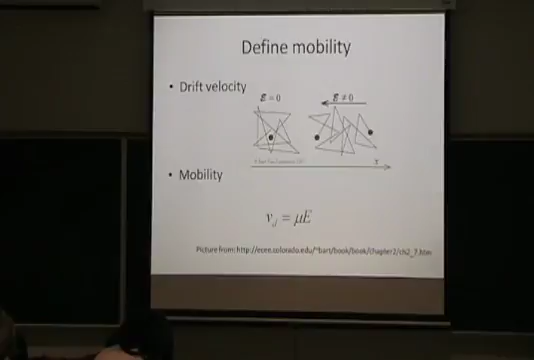 Define mobility
• Drift velocity
ℰ = 0
ℰ ≠ 0
x
• Mobility
v_d = μE
Picture from: http://ecee.colorado.edu/~bart/book/book/chapter2/ch2_7.htm